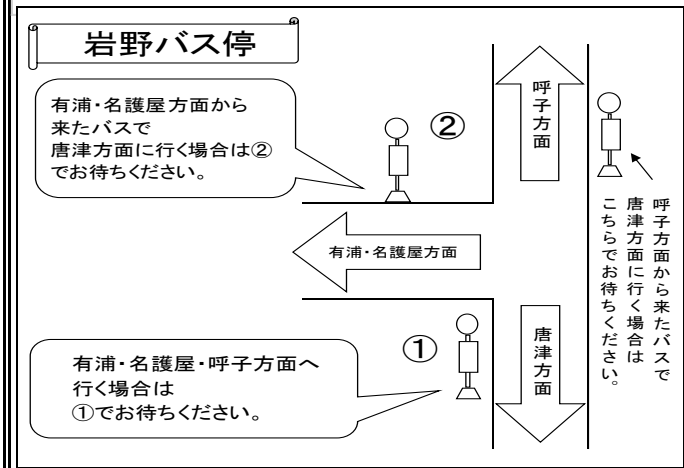 岩野バス停
有浦・名護屋方面から
来たバスで
唐津方面に行く場合は②
でお待ちください。
②
呼子方面
呼子方面から来たバスで
唐津方面に行く場合は
こちらでお待ちください。
有浦・名護屋方面
①
唐津方面
有浦・名護屋・呼子方面へ
行く場合は
①でお待ちください。